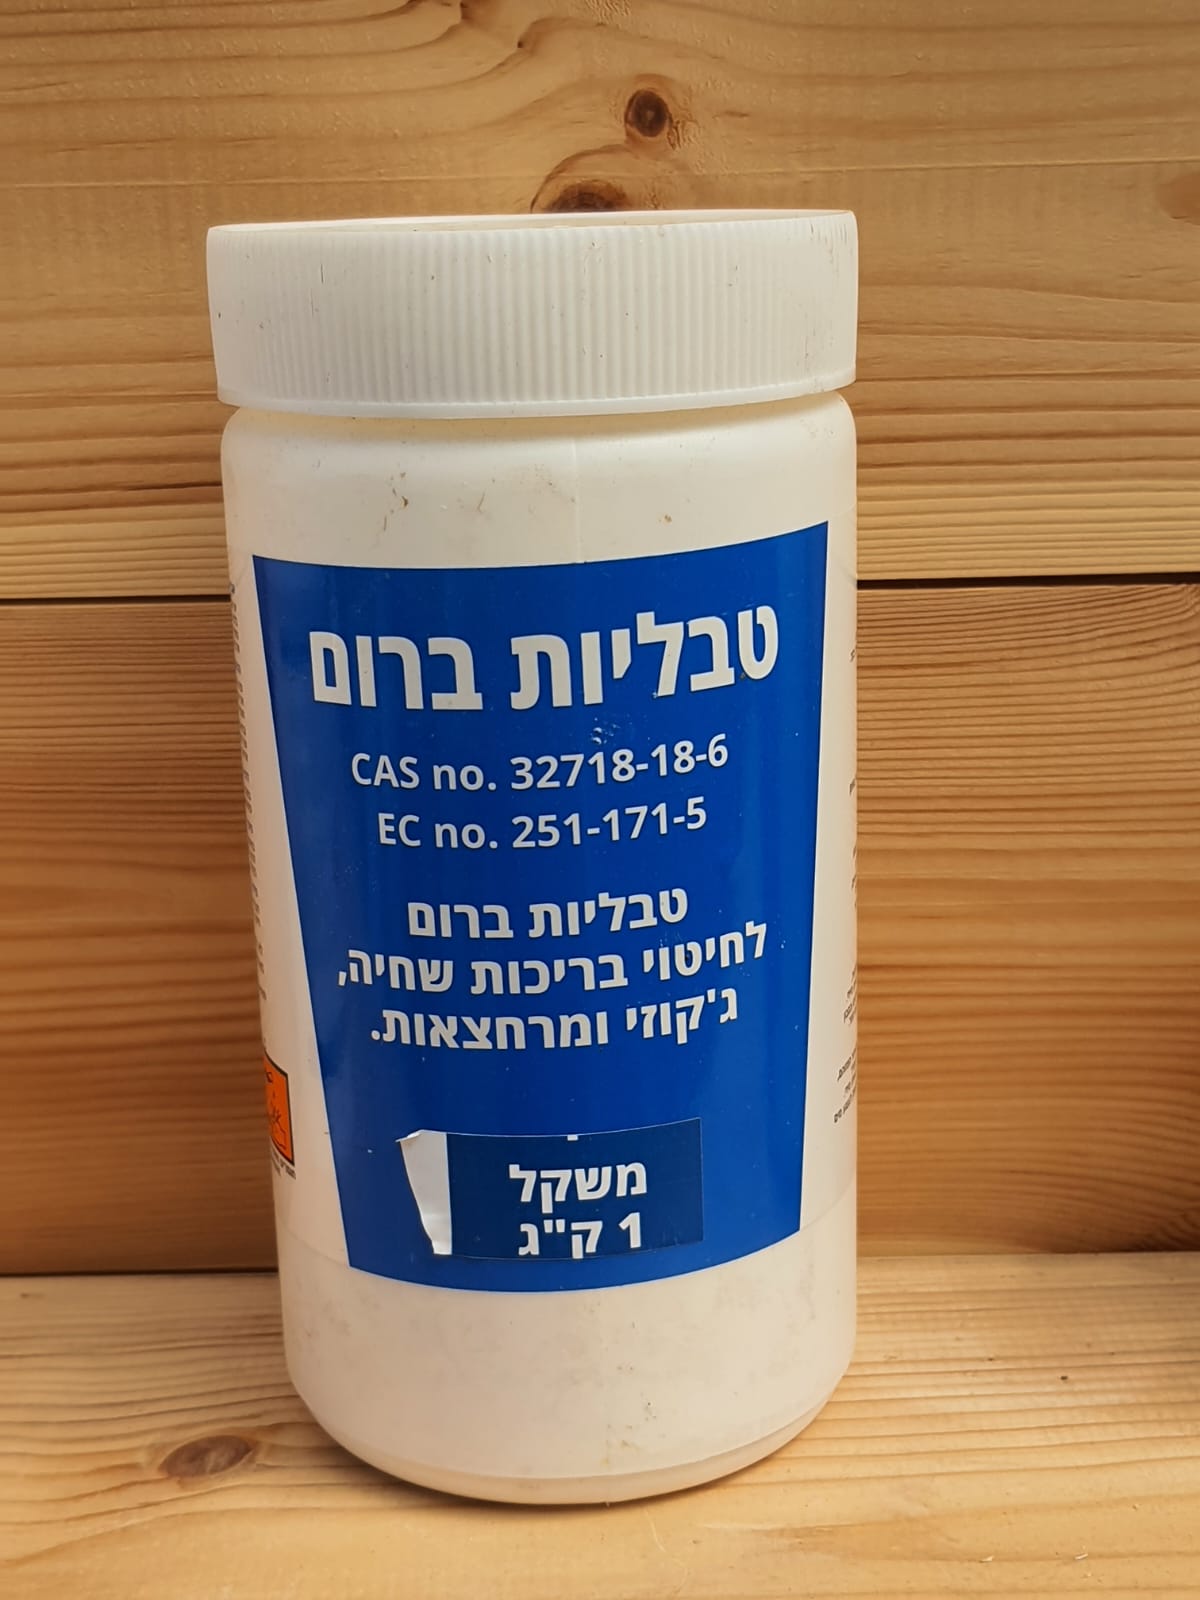 טבליות ברום
CAS no. 32718-18-6
EC no. 251-171-5
טבליות ברום
לחיטוי בריכות שחיה,
ג'קוזי ומרחצאות.
משקל
1 ק"ג